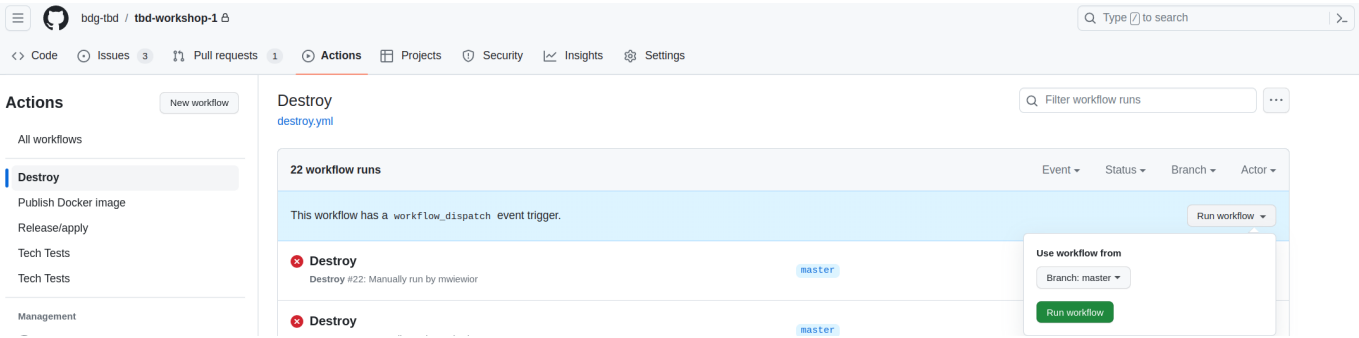 bdg-tbd / tbd-workshop-1
Type / to search
Code
Issues 3
Pull requests 1
Actions
Projects
Security
Insights
Settings
Actions
New workflow
All workflows
Destroy
Publish Docker image
Release/apply
Tech Tests
Tech Tests
Management
Destroy
destroy.yml
Filter workflow runs
22 workflow runs
Event
Status
Branch
Actor
This workflow has a workflow_dispatch event trigger.
Run workflow
Use workflow from
Branch: master
Run workflow
Destroy
Destroy #22: Manually run by mwiewior
master
Destroy
master